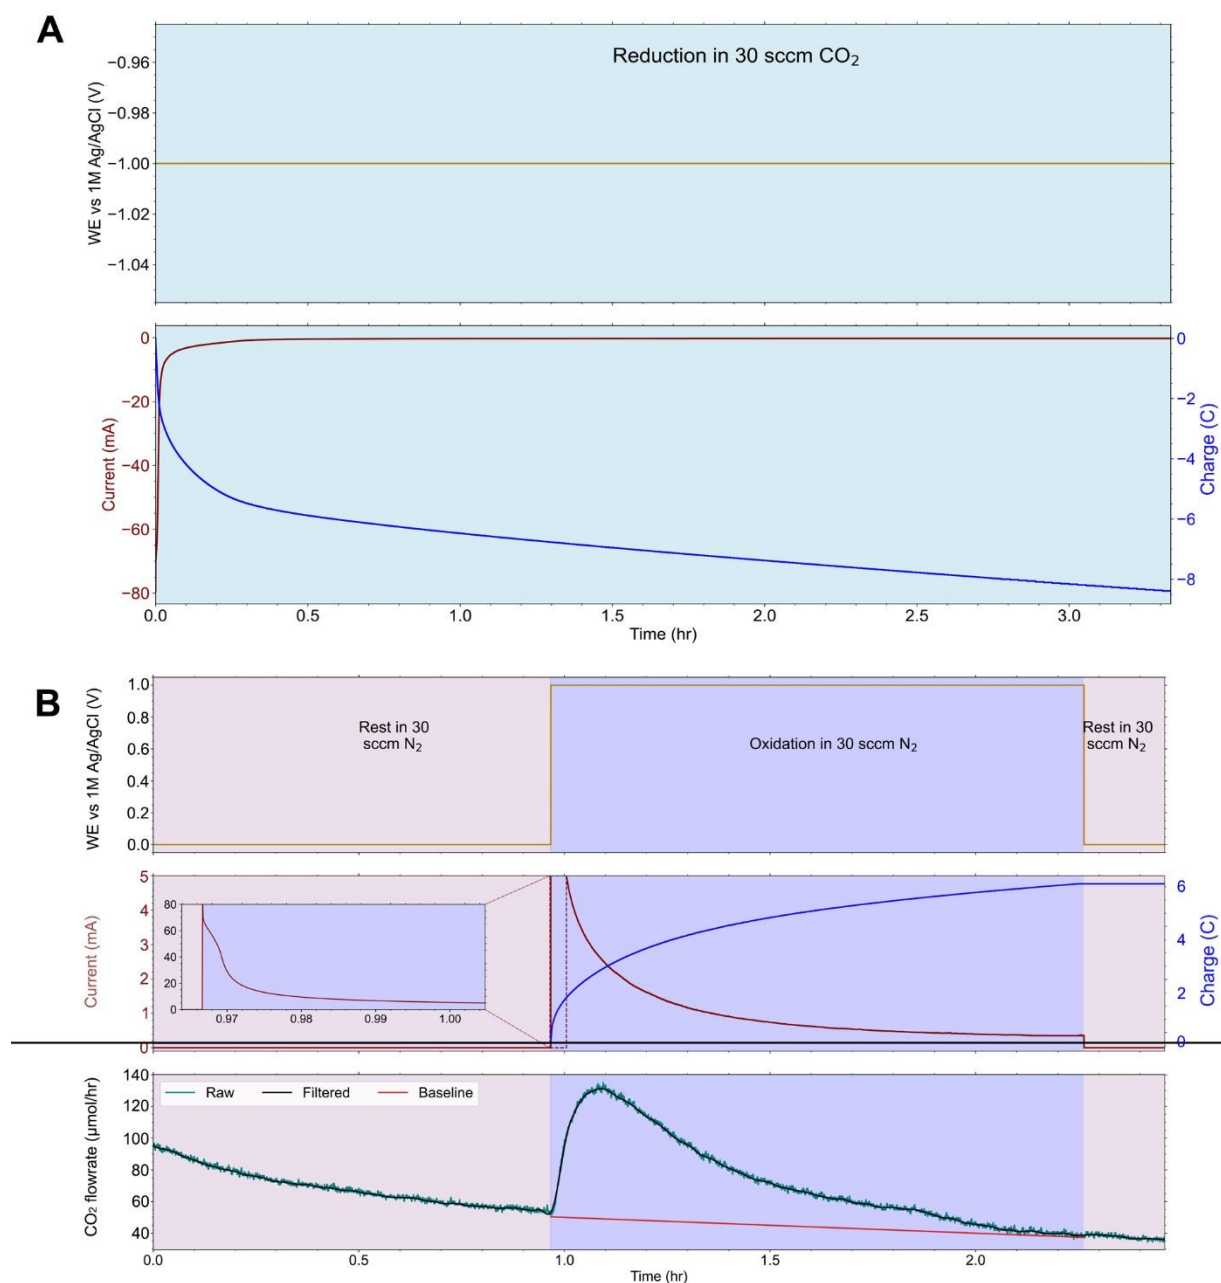 A
Reduction in 30 sccm CO₂
WE vs 1M Ag/AgCl (V)
−0.96
−0.98
−1.00
−1.02
−1.04
Current (mA)
0
−20
−40
−60
−80
Charge (C)
0
−2
−4
−6
−8
0.0 0.5 1.0 1.5 2.0 2.5 3.0
Time (hr)
B
WE vs 1M Ag/AgCl (V)
1.0
0.8
0.6
0.4
0.2
0.0
Rest in 30
sccm N₂
Oxidation in 30 sccm N₂
Rest in 30
sccm N₂
Current (mA)
5
4
3
2
1
0
80
60
40
20
0
0.97 0.98 0.99 1.00
Charge (C)
6
4
2
0
CO₂ flowrate (μmol/hr)
140
120
100
80
60
40
Raw Filtered Baseline
0.0 0.5 1.0 1.5 2.0
Time (hr)